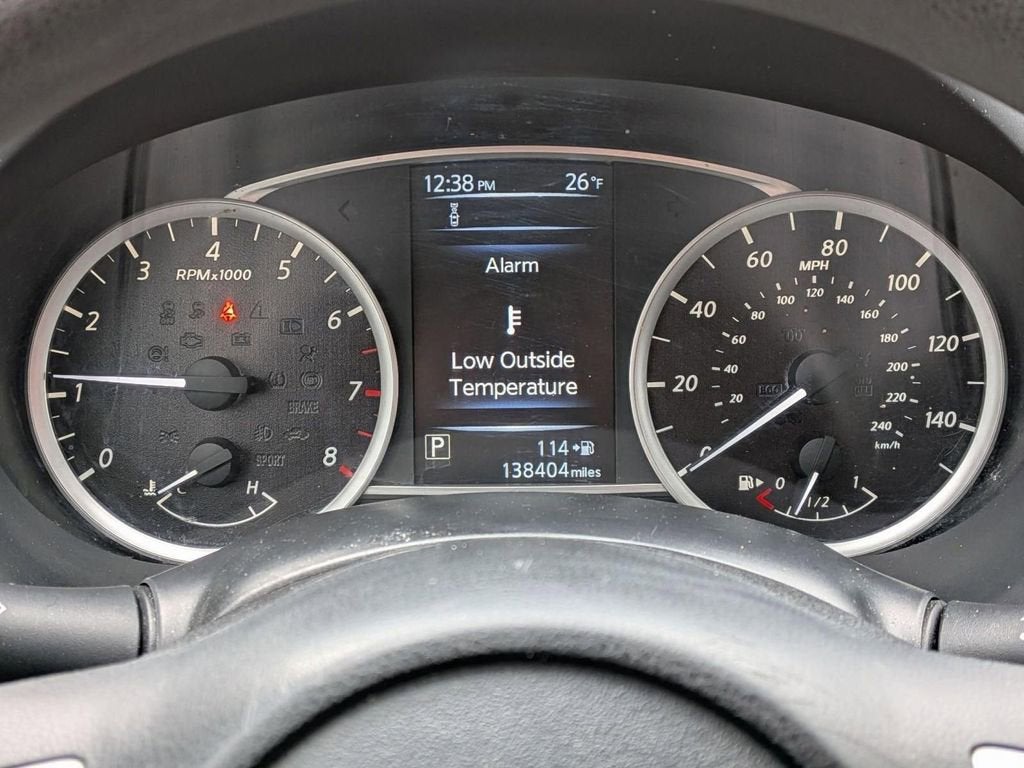 12:38 PM 26°F
Alarm
Low Outside
Temperature
P 114
138404 miles
RPMx1000
0
1
2
3
4
5
6
7
8
BRAKE
SPORT
C H
MPH
0
20
40
60
80
100
120
140
20
40
60
80
100
120
140
160
180
200
220
240
km/h
ECO
0 1/2 1